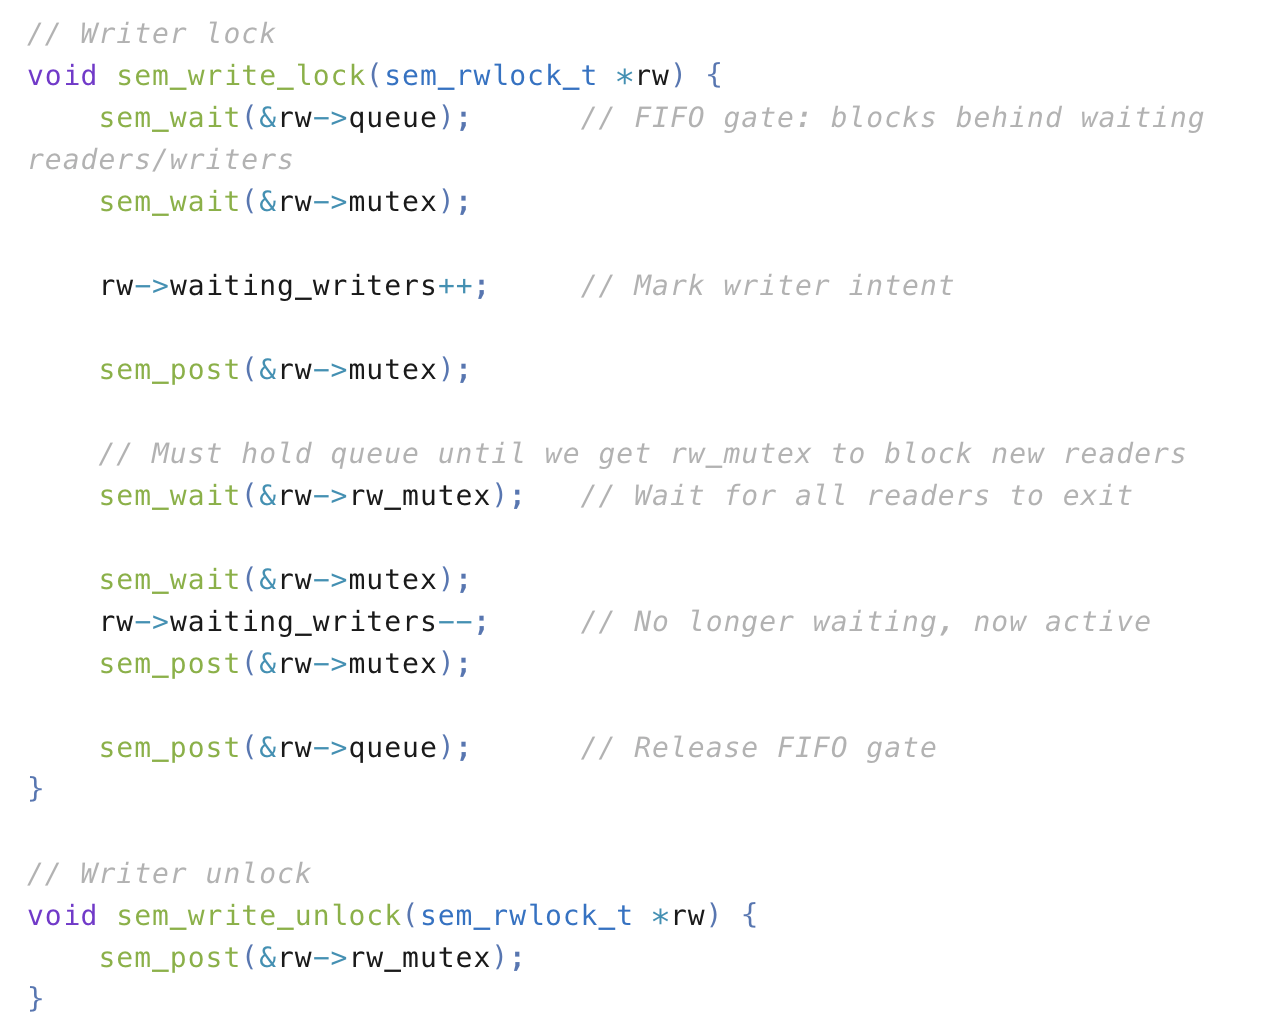 // Writer lock
void sem_write_lock(sem_rwlock_t *rw) {
    sem_wait(&rw->queue);      // FIFO gate: blocks behind waiting
readers/writers
    sem_wait(&rw->mutex);
    rw->waiting_writers++;     // Mark writer intent
    sem_post(&rw->mutex);
    // Must hold queue until we get rw_mutex to block new readers
    sem_wait(&rw->rw_mutex);   // Wait for all readers to exit
    sem_wait(&rw->mutex);
    rw->waiting_writers--;     // No longer waiting, now active
    sem_post(&rw->mutex);
    sem_post(&rw->queue);      // Release FIFO gate
}
// Writer unlock
void sem_write_unlock(sem_rwlock_t *rw) {
    sem_post(&rw->rw_mutex);
}